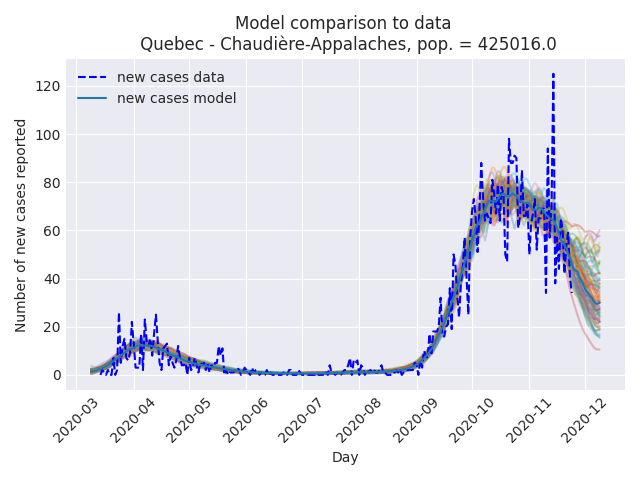 Model comparison to data
Quebec - Chaudière-Appalaches, pop. = 425016.0
new cases data
new cases model
Number of new cases reported
120
100
80
60
40
20
0
2020-03
2020-04
2020-05
2020-06
2020-07
2020-08
2020-09
2020-10
2020-11
2020-12
Day